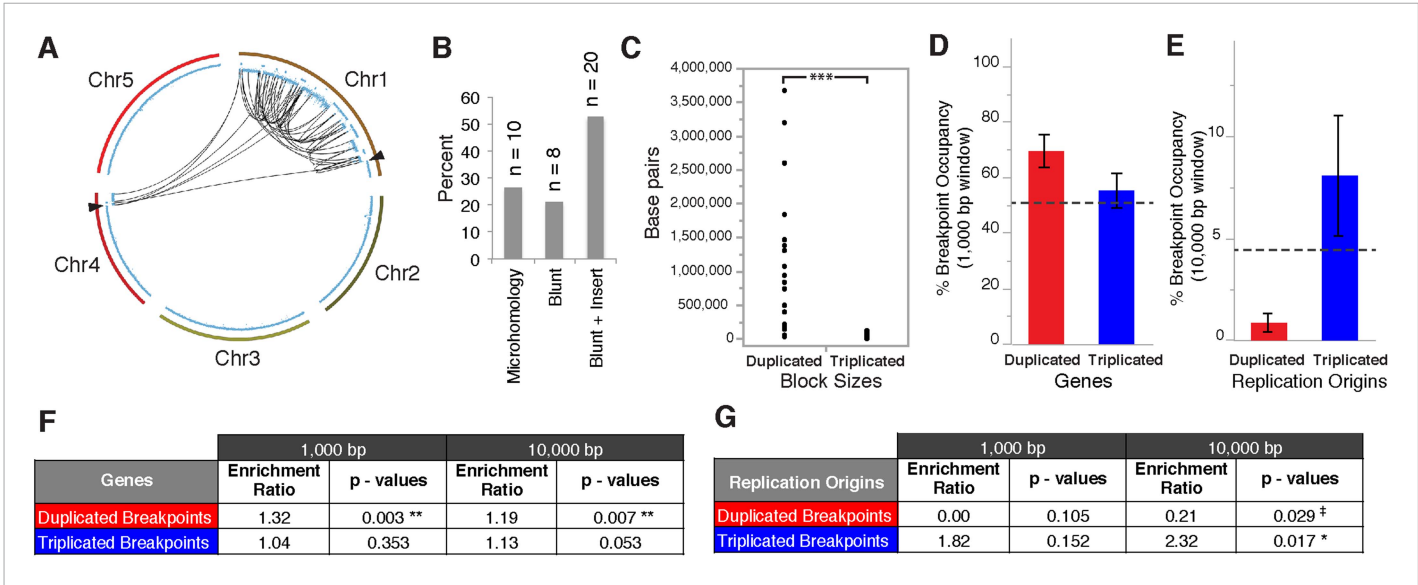 A
Chr5
Chr1
Chr4
Chr2
Chr3
B
Percent
60
50
40
30
20
10
0
n = 10
n = 8
n = 20
Microhomology
Blunt
Blunt + Insert
C
Base pairs
4,000,000
3,500,000
3,000,000
2,500,000
2,000,000
1,500,000
1,000,000
500,000
0
***
Duplicated Triplicated
Block Sizes
D
% Breakpoint Occupancy
(1,000 bp window)
100
80
60
40
20
0
Duplicated Triplicated
Genes
E
% Breakpoint Occupancy
(10,000 bp window)
10
5
0
Duplicated Triplicated
Replication Origins
F
1,000 bp 10,000 bp
Genes Enrichment Ratio p - values Enrichment Ratio p - values
Duplicated Breakpoints 1.32 0.003 ** 1.19 0.007 **
Triplicated Breakpoints 1.04 0.353 1.13 0.053
G
1,000 bp 10,000 bp
Replication Origins Enrichment Ratio p - values Enrichment Ratio p - values
Duplicated Breakpoints 0.00 0.105 0.21 0.029 ‡
Triplicated Breakpoints 1.82 0.152 2.32 0.017 *